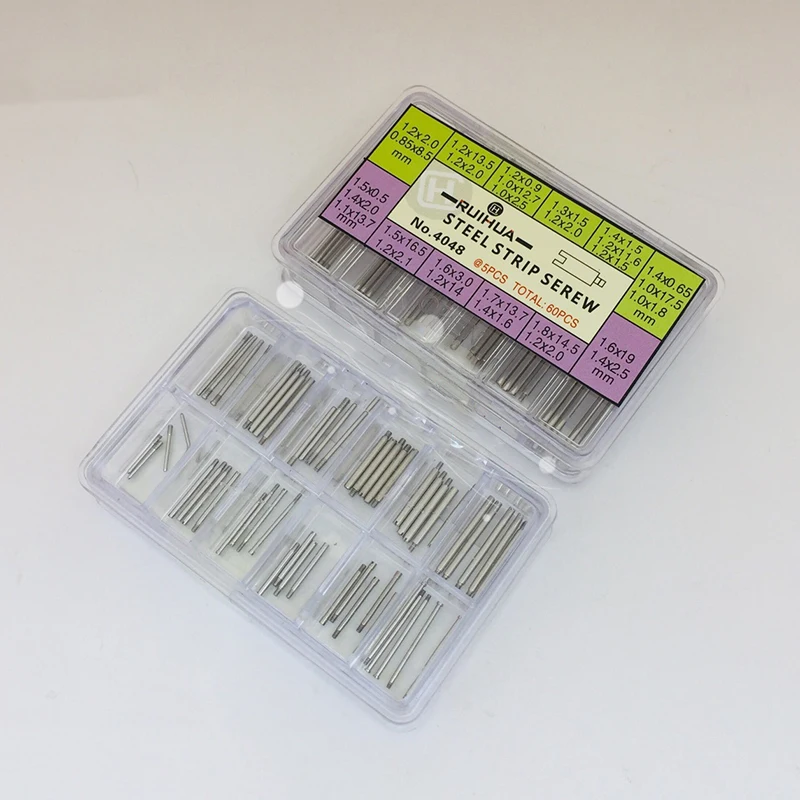 1.2x2.0
0.85x8.5
mm
1.2x13.5
1.2x2.0
1.2x0.9
1.0x12.7
1.0x2.5
1.3x1.5
1.2x2.0
1.4x1.5
1.2x11.6
1.2x1.5
1.4x0.65
1.0x17.5
1.0x1.8
mm
RUIHUA
STEEL STRIP SEREW
No.4048
@5PCS TOTAL:60PCS
1.5x0.5
1.4x2.0
1.1x13.7
mm
1.5x16.5
1.2x2.1
1.6x3.0
1.2x14
1.7x13.7
1.4x1.6
1.8x14.5
1.2x2.0
1.6x19
1.4x2.5
mm